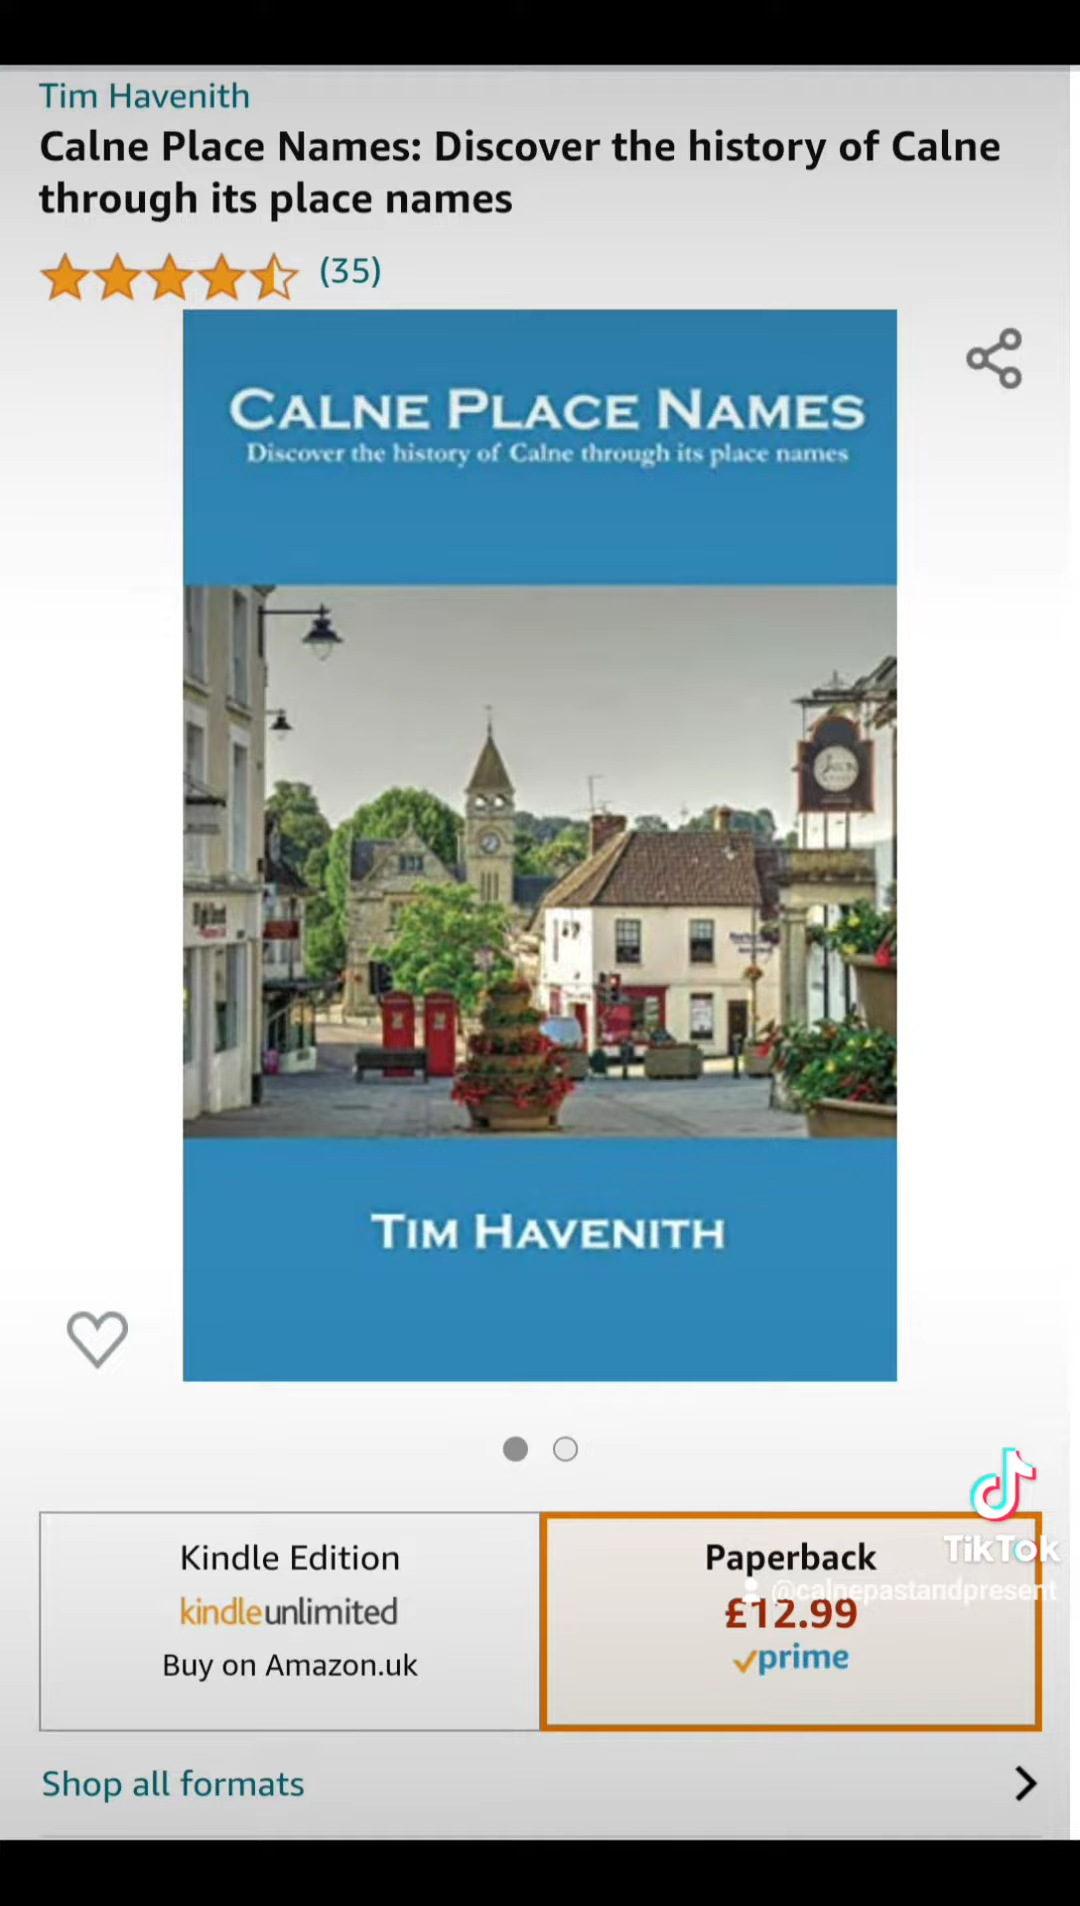 Tim Havenith
Calne Place Names: Discover the history of Calne
through its place names
(35)
CALNE PLACE NAMES
Discover the history of Calne through its place names
TIM HAVENITH
Kindle Edition
kindleunlimited
Buy on Amazon.uk
Paperback
£12.99
prime
TikTok
@calnepastandpresent
Shop all formats